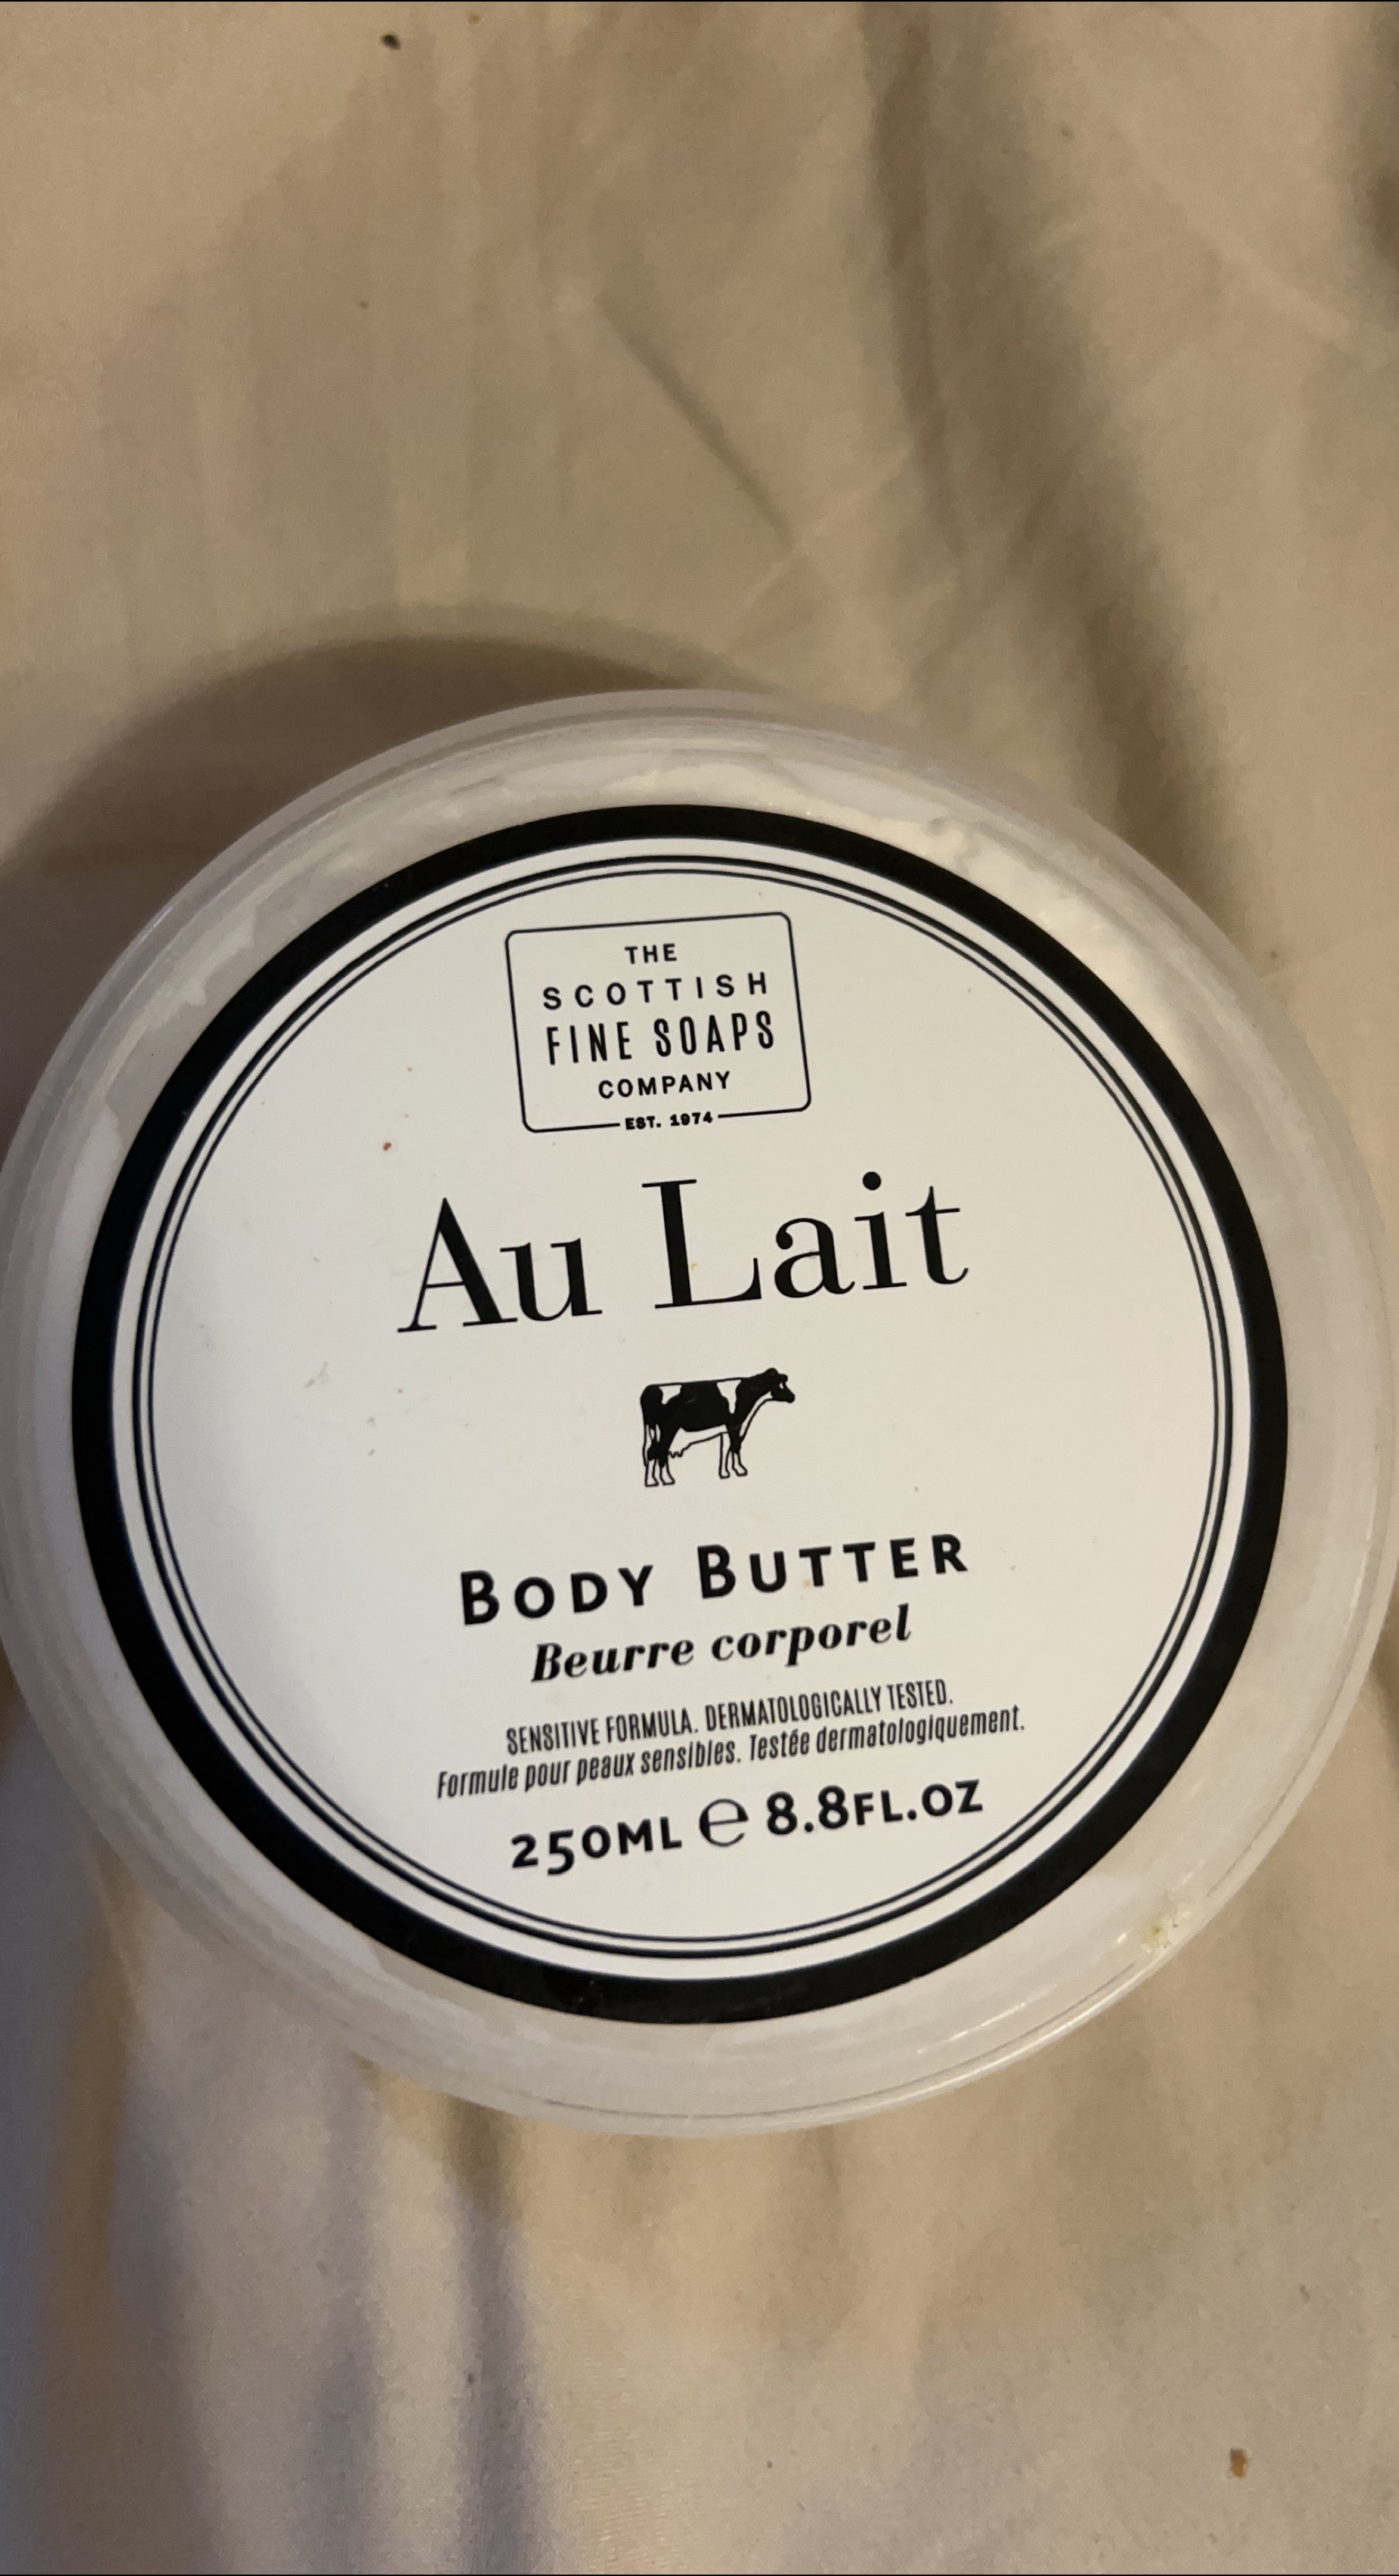 THE
SCOTTISH
FINE SOAPS
COMPANY
EST. 1974
Au Lait
BODY BUTTER
Beurre corporel
SENSITIVE FORMULA. DERMATOLOGICALLY TESTED.
Formule pour peaux sensibles. Testée dermatologiquement.
250ML e 8.8FL.OZ